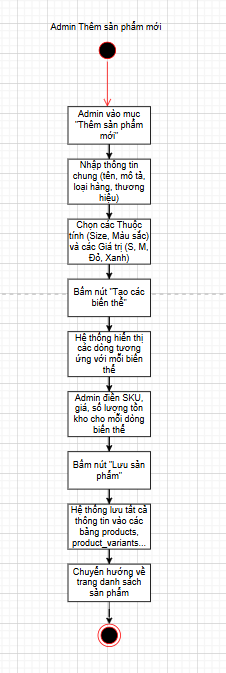 Admin Thêm sản phẩm mới
Admin vào mục
"Thêm sản phẩm
mới"
Nhập thông tin
chung (tên, mô tả,
loại hàng, thương
hiệu)
Chọn các Thuộc
tính (Size, Màu sắc)
và các Giá trị (S, M,
Đỏ, Xanh)
Bấm nút "Tạo các
biến thể"
Hệ thống hiển thị
các dòng tương
ứng với mỗi biến
thể
Admin điền SKU,
giá, số lượng tồn
kho cho mỗi dòng
biến thể
Bấm nút "Lưu sản
phẩm"
Hệ thống lưu tất cả
thông tin vào các
bảng products,
product_variants...
Chuyển hướng về
trang danh sách
sản phẩm